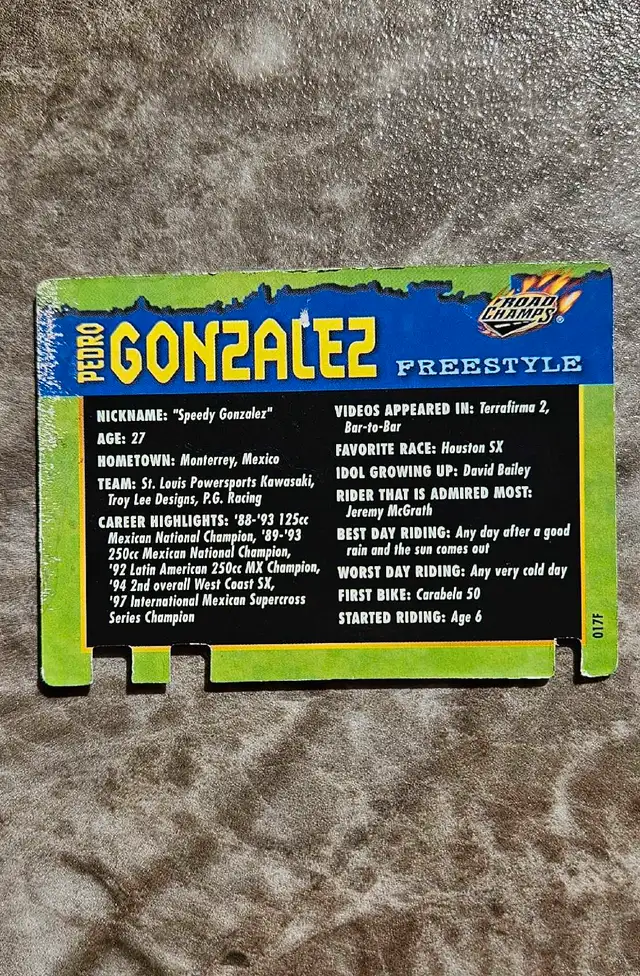 PEDRO
GONZALEZ
FREESTYLE
ROAD
CHAMPS®
NICKNAME: "Speedy Gonzalez"
AGE: 27
HOMETOWN: Monterrey, Mexico
TEAM: St. Louis Powersports Kawasaki,
Troy Lee Designs, P.G. Racing
CAREER HIGHLIGHTS: '88-'93 125cc
Mexican National Champion, '89-'93
250cc Mexican National Champion,
'92 Latin American 250cc MX Champion,
'94 2nd overall West Coast SX,
'97 International Mexican Supercross
Series Champion
VIDEOS APPEARED IN: Terrafirma 2,
Bar-to-Bar
FAVORITE RACE: Houston SX
IDOL GROWING UP: David Bailey
RIDER THAT IS ADMIRED MOST:
Jeremy McGrath
BEST DAY RIDING: Any day after a good
rain and the sun comes out
WORST DAY RIDING: Any very cold day
FIRST BIKE: Carabela 50
STARTED RIDING: Age 6
017F